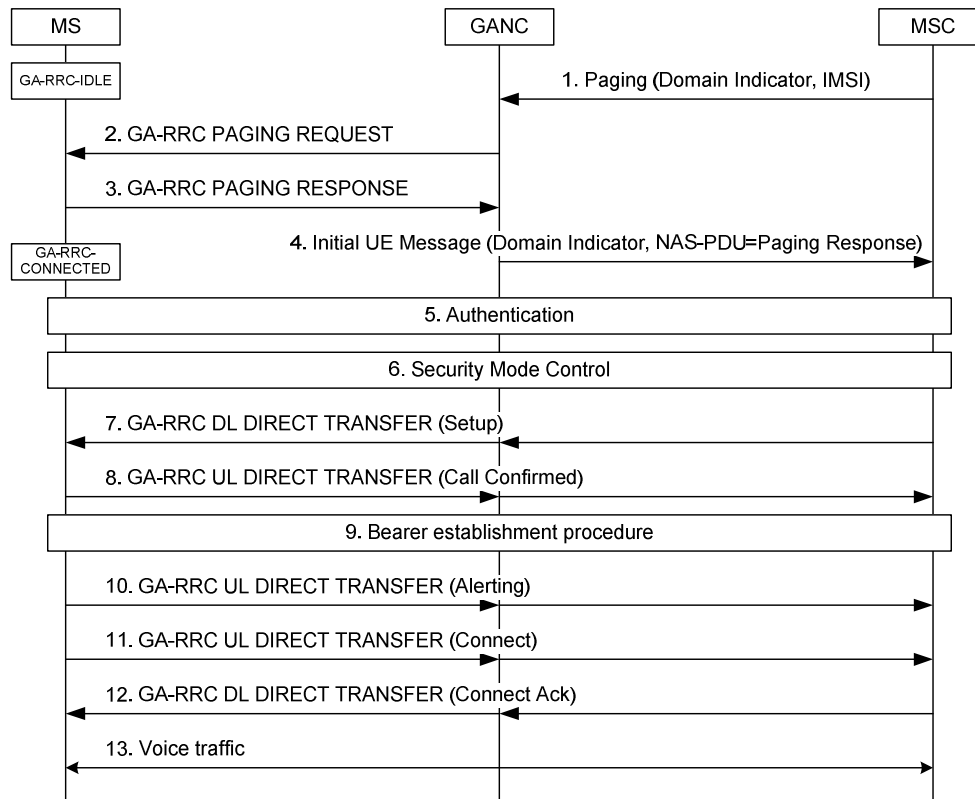 MS
GANC
MSC
GA-RRC-IDLE
1. Paging (Domain Indicator, IMSI)
2. GA-RRC PAGING REQUEST
3. GA-RRC PAGING RESPONSE
4. Initial UE Message (Domain Indicator, NAS-PDU=Paging Response)
GA-RRC-
CONNECTED
5. Authentication
6. Security Mode Control
7. GA-RRC DL DIRECT TRANSFER (Setup)
8. GA-RRC UL DIRECT TRANSFER (Call Confirmed)
9. Bearer establishment procedure
10. GA-RRC UL DIRECT TRANSFER (Alerting)
11. GA-RRC UL DIRECT TRANSFER (Connect)
12. GA-RRC DL DIRECT TRANSFER (Connect Ack)
13. Voice traffic